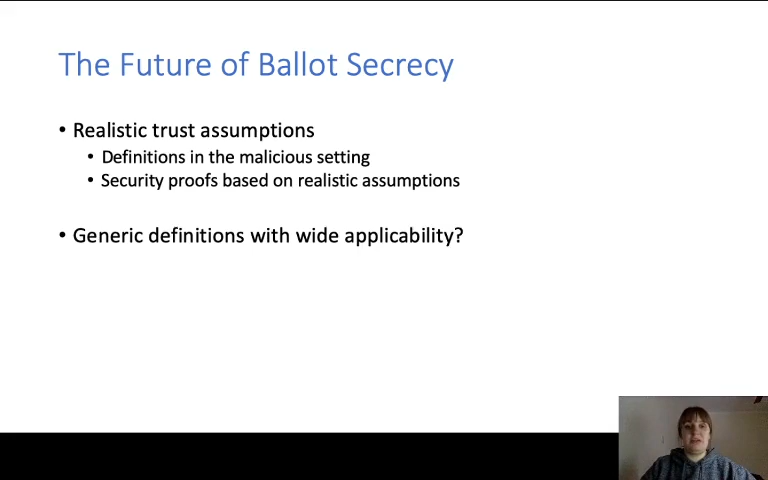 The Future of Ballot Secrecy
• Realistic trust assumptions
• Definitions in the malicious setting
• Security proofs based on realistic assumptions
• Generic definitions with wide applicability?